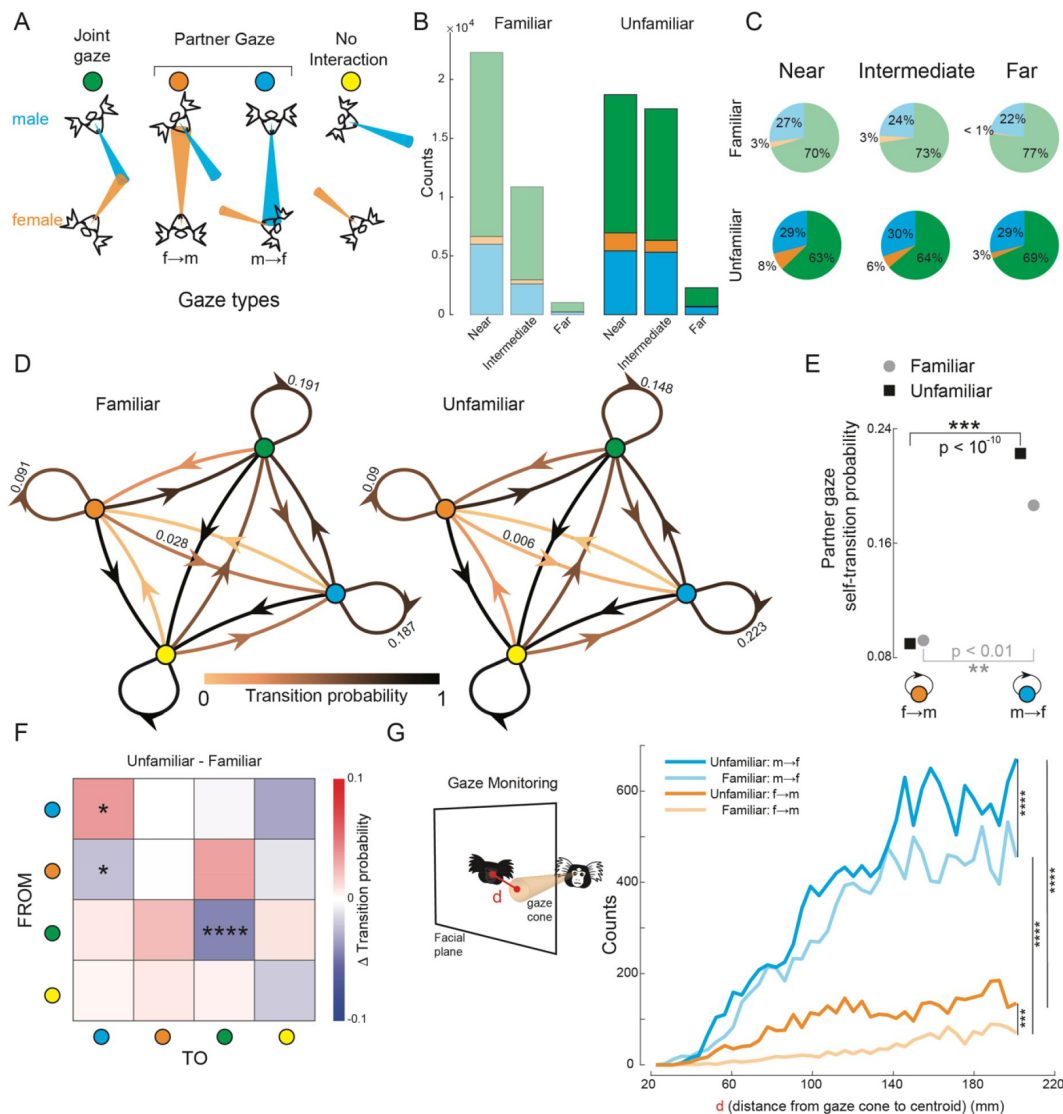 A
Joint
gaze
Partner Gaze
No
Interaction
male
female
f→m
m→f
Gaze types
B
x 10⁴
Familiar
Unfamiliar
Counts
2
1.5
1
0.5
0
Near
Intermediate
Far
Near
Intermediate
Far
C
Near
Intermediate
Far
Familiar
27%
3%
70%
24%
3%
73%
22%
< 1%
77%
Unfamiliar
29%
8%
63%
30%
6%
64%
29%
3%
69%
D
Familiar
0.191
0.091
0.028
0.187
Unfamiliar
0.148
0.09
0.006
0.223
0
Transition probability
1
E
Familiar
Unfamiliar
Partner gaze
self-transition probability
0.24
0.16
0.08
***
p < 10⁻¹⁰
p < 0.01
**
f→m
m→f
F
Unfamiliar - Familiar
FROM
TO
*
*
****
0.1
0
-0.1
Δ Transition probability
G
Gaze Monitoring
d
gaze
cone
Facial
plane
Unfamiliar: m→f
Familiar: m→f
Unfamiliar: f→m
Familiar: f→m
Counts
600
400
200
0
20
60
100
140
180
220
d (distance from gaze cone to centroid) (mm)
****
****
****
***